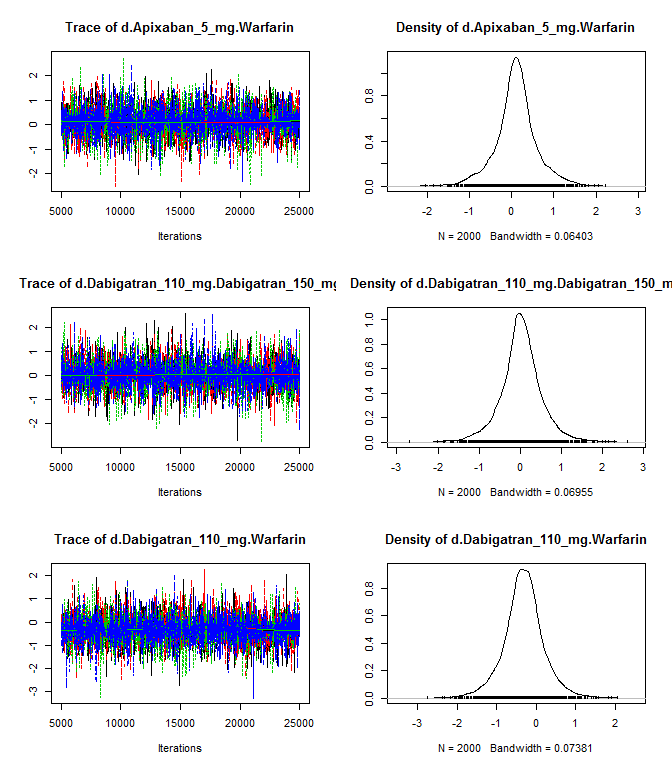 Trace of d.Apixaban_5_mg.Warfarin
2
1
0
-1
-2
5000 10000 15000 20000 25000
Iterations
Density of d.Apixaban_5_mg.Warfarin
0.8
0.4
0.0
-2 -1 0 1 2 3
N = 2000 Bandwidth = 0.06403
Trace of d.Dabigatran_110_mg.Dabigatran_150_mg
2
1
0
-1
-2
5000 10000 15000 20000 25000
Iterations
Density of d.Dabigatran_110_mg.Dabigatran_150_m
1.0
0.8
0.6
0.4
0.2
0.0
-3 -2 -1 0 1 2 3
N = 2000 Bandwidth = 0.06955
Trace of d.Dabigatran_110_mg.Warfarin
2
1
0
-1
-2
-3
5000 10000 15000 20000 25000
Iterations
Density of d.Dabigatran_110_mg.Warfarin
0.8
0.6
0.4
0.2
0.0
-3 -2 -1 0 1 2
N = 2000 Bandwidth = 0.07381